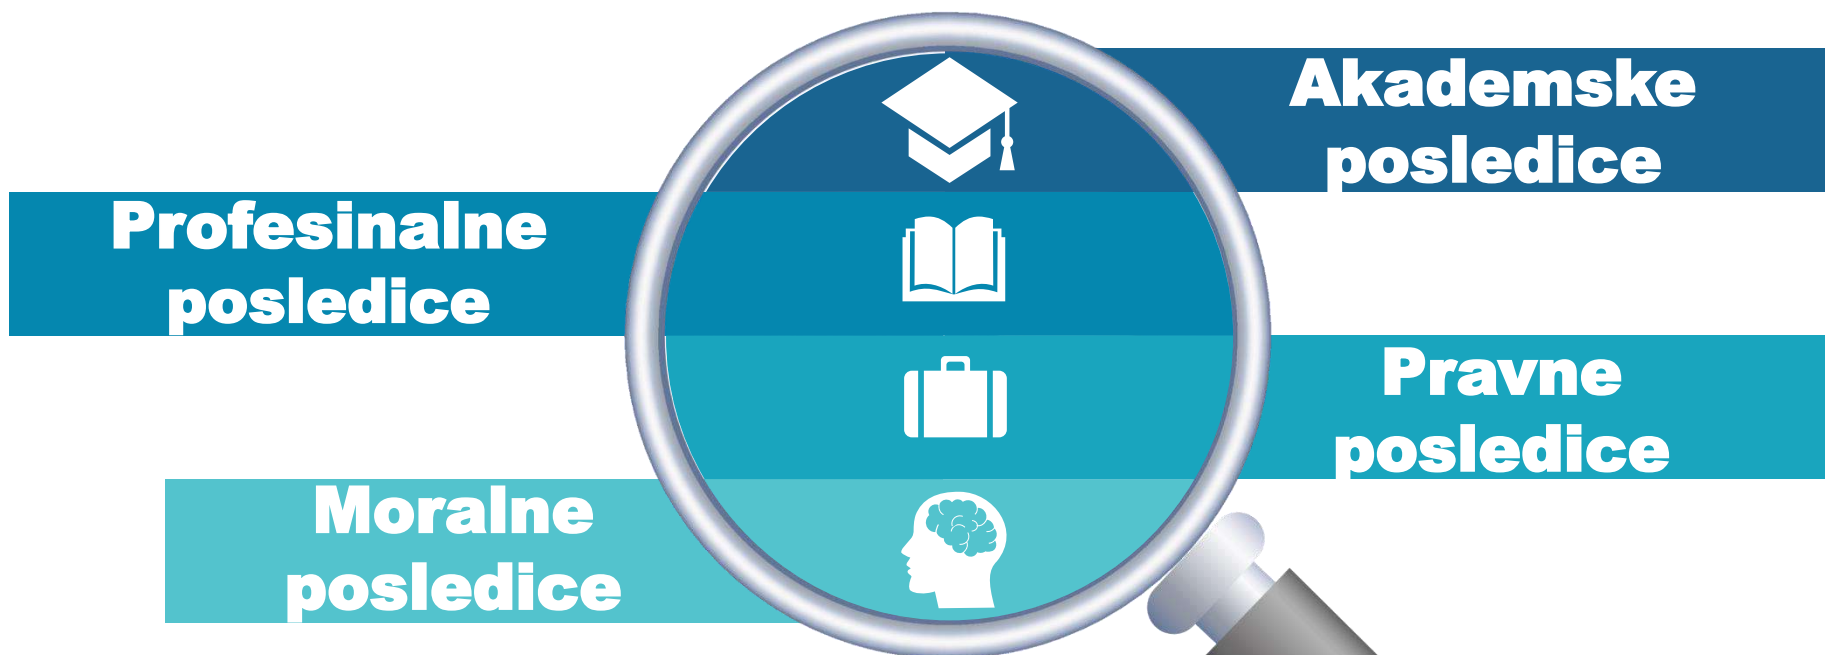 Akademske
posledice
Profesinalne
posledice
Pravne
posledice
Moralne
posledice